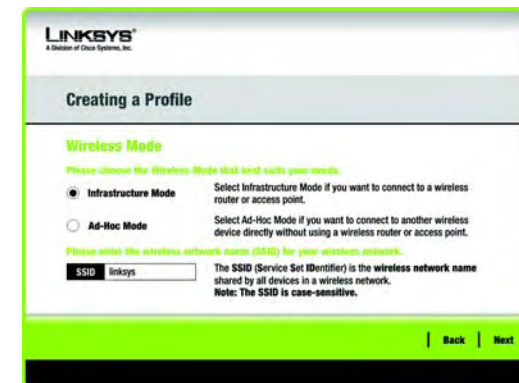 LINKSYS®
A Division of Cisco Systems, Inc.
Creating a Profile
Wireless Mode
Please choose the Wireless Mode that best suits your needs.
Infrastructure Mode
Select Infrastructure Mode if you want to connect to a wireless
router or access point.
Ad-Hoc Mode
Select Ad-Hoc Mode if you want to connect to another wireless
device directly without using a wireless router or access point.
Please enter the wireless network name (SSID) for your wireless network.
SSID linksys
The SSID (Service Set IDentifier) is the wireless network name
shared by all devices in a wireless network.
Note: The SSID is case-sensitive.
Back | Next